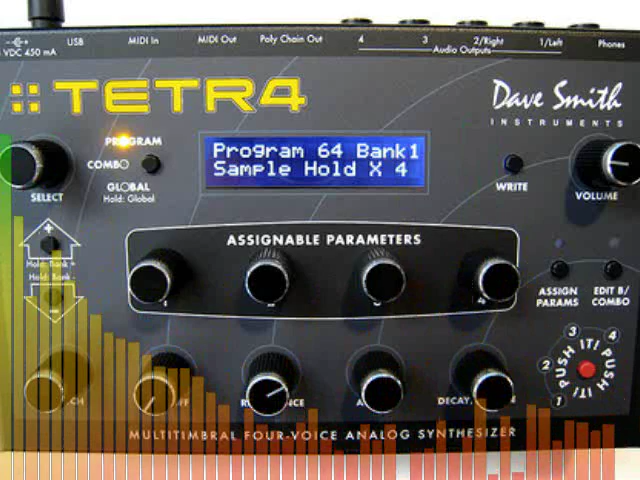 VDC 450 mA
USB
MIDI In
MIDI Out
Poly Chain Out
4
3
2/Right
1/Left
Phones
Audio Outputs
TETR4
Dave Smith
INSTRUMENTS
PROGRAM
COMBO
GLOBAL
Hold: Global
SELECT
Program 64 Bank1
Sample Hold X 4
WRITE
VOLUME
+
Hold: Bank +
Hold: Bank -
ASSIGNABLE PARAMETERS
ASSIGN
PARAMS
EDIT B/
COMBO
1
2
3
4
PUSH IT! PUSH IT!
MULTITIMBRAL FOUR-VOICE ANALOG SYNTHESIZER